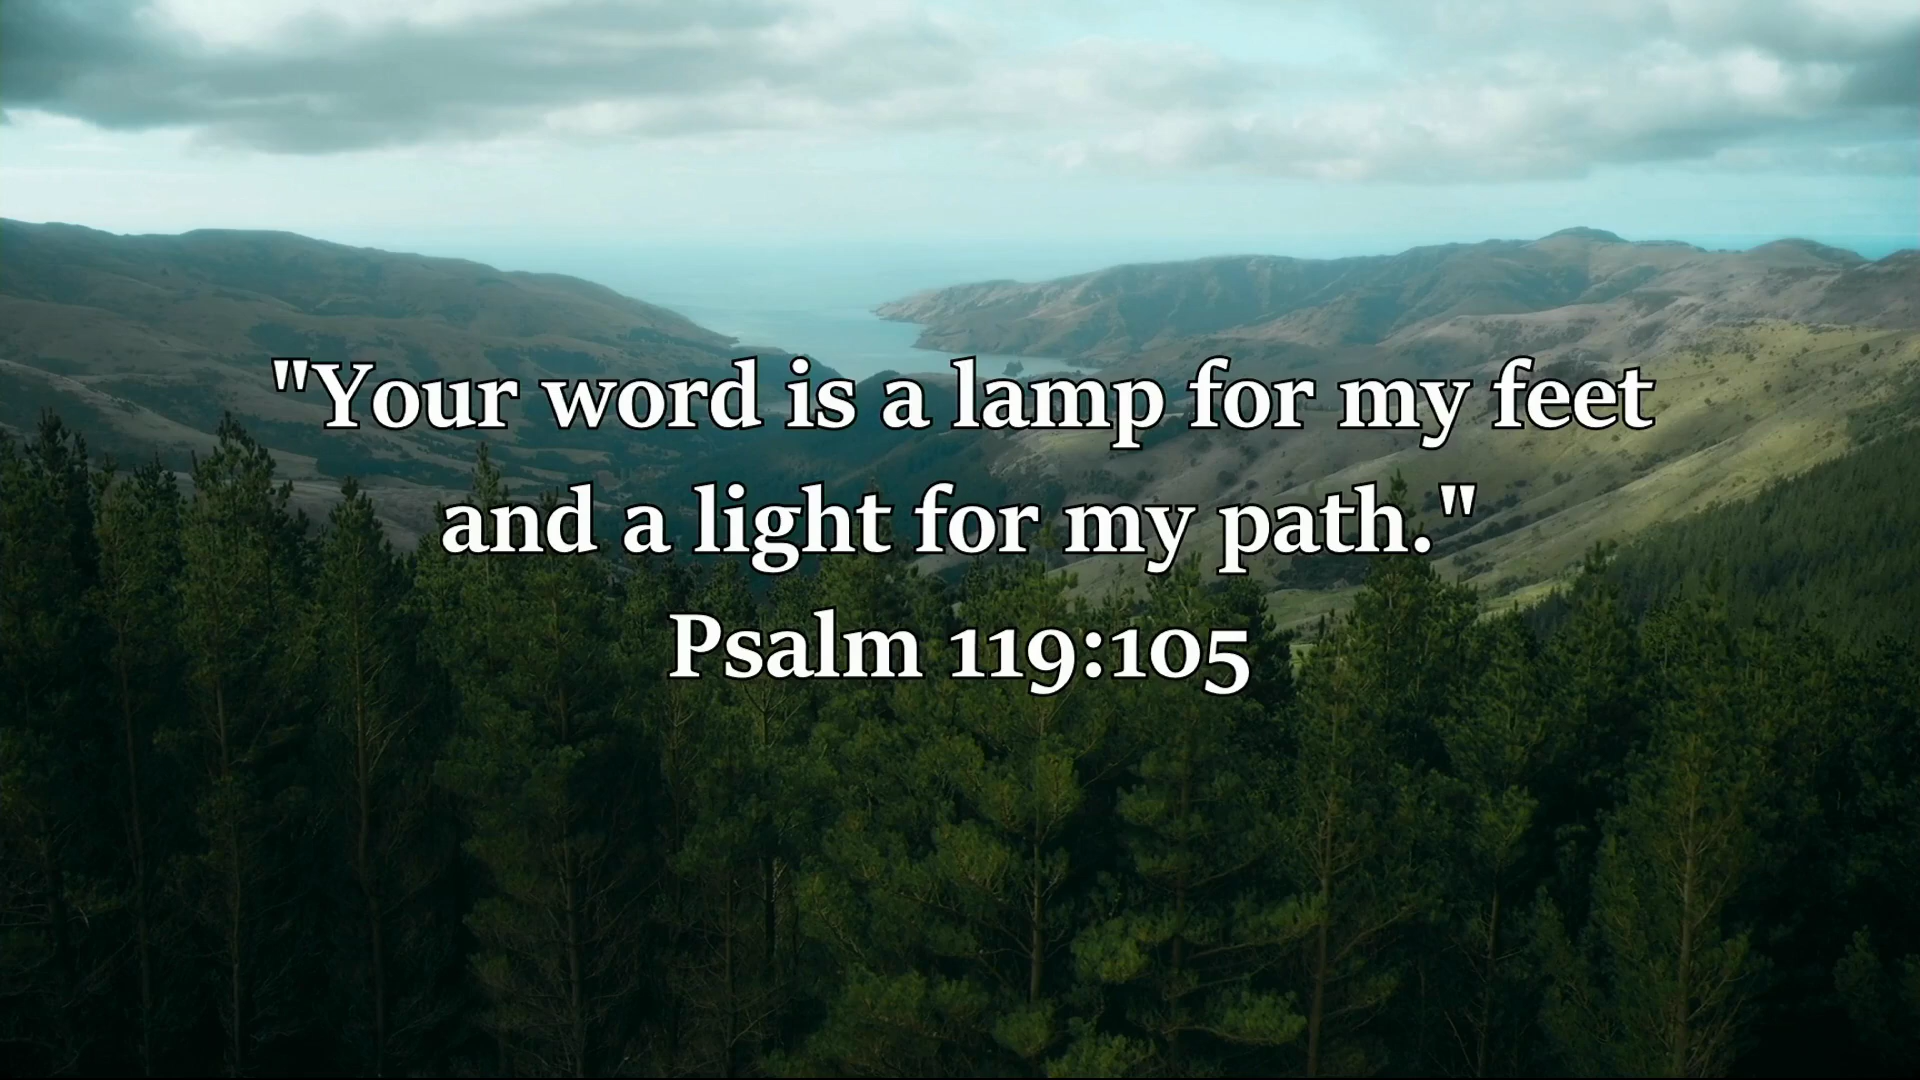 "Your word is a lamp for my feet
and a light for my path."
Psalm 119:105